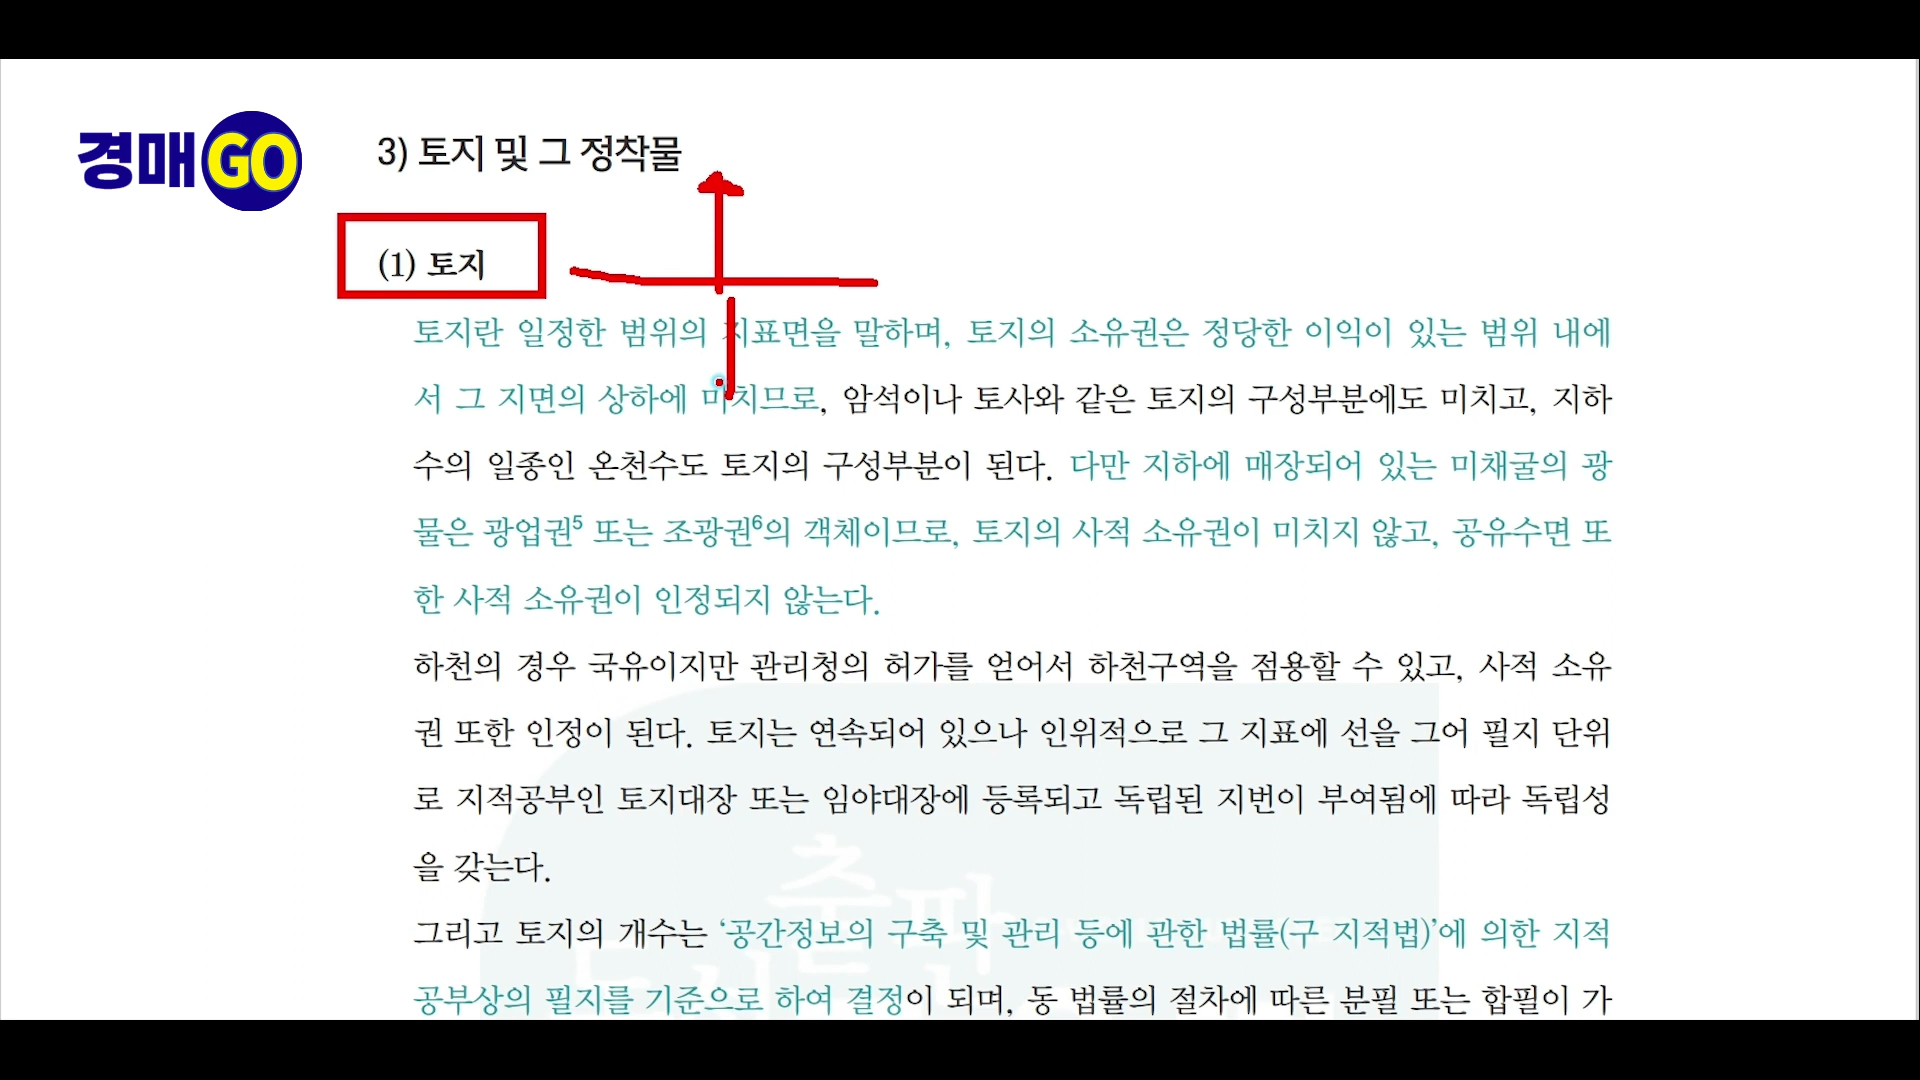 경매GO
3) 토지 및 그 정착물
(1) 토지
토지란 일정한 범위의 지표면을 말하며, 토지의 소유권은 정당한 이익이 있는 범위 내에
서 그 지면의 상하에 미치므로, 암석이나 토사와 같은 토지의 구성부분에도 미치고, 지하
수의 일종인 온천수도 토지의 구성부분이 된다. 다만 지하에 매장되어 있는 미채굴의 광
물은 광업권5 또는 조광권6의 객체이므로, 토지의 사적 소유권이 미치지 않고, 공유수면 또
한 사적 소유권이 인정되지 않는다.
하천의 경우 국유이지만 관리청의 허가를 얻어서 하천구역을 점용할 수 있고, 사적 소유
권 또한 인정이 된다. 토지는 연속되어 있으나 인위적으로 그 지표에 선을 그어 필지 단위
로 지적공부인 토지대장 또는 임야대장에 등록되고 독립된 지번이 부여됨에 따라 독립성
을 갖는다.
그리고 토지의 개수는 ‘공간정보의 구축 및 관리 등에 관한 법률(구 지적법)’에 의한 지적
공부상의 필지를 기준으로 하여 결정이 되며, 동 법률의 절차에 따른 분필 또는 합필이 가